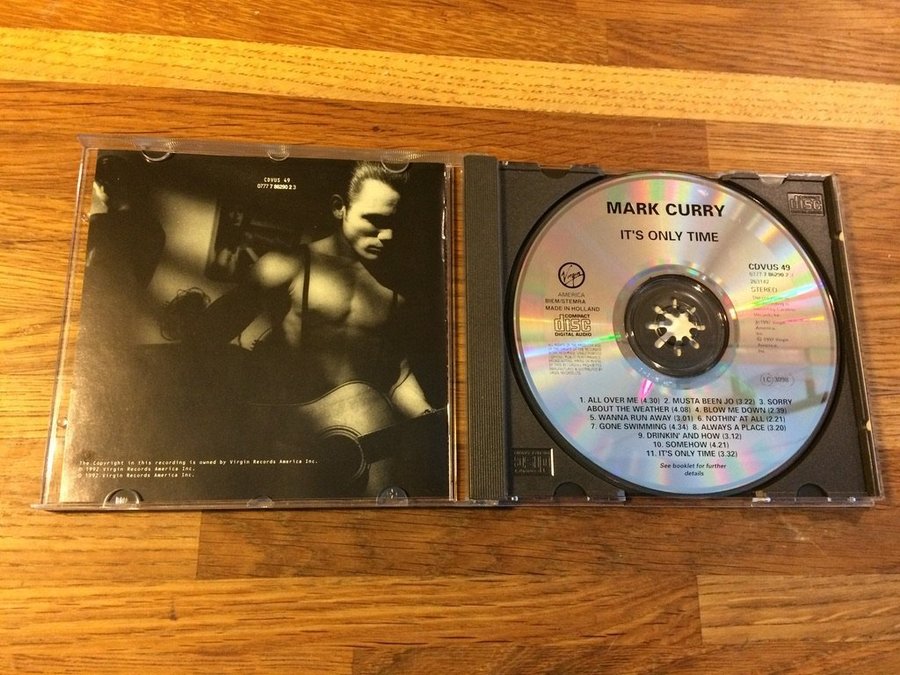 CDVUS 49
0777 7 86290 2 3
The Copyright in this recording is owned by Virgin Records America Inc.
℗ 1992 Virgin Records America Inc.
© 1992 Virgin Records America Inc.
MARK CURRY
IT'S ONLY TIME
Virgin
AMERICA
BIEM/STEMRA
MADE IN HOLLAND
COMPACT
disc
DIGITAL AUDIO
CDVUS 49
0777 7 86290 2
263142
STEREO
1. ALL OVER ME (4.30) 2. MUSTA BEEN JO (3.22) 3. SORRY
ABOUT THE WEATHER (4.08) 4. BLOW ME DOWN (2.39)
5. WANNA RUN AWAY (3.01) 6. NOTHIN' AT ALL (2.21)
7. GONE SWIMMING (4.34) 8. ALWAYS A PLACE (3.20)
9. DRINKIN' AND HOW (3.12)
10. SOMEHOW (4.21)
11. IT'S ONLY TIME (3.32)
See booklet for further
details
disc